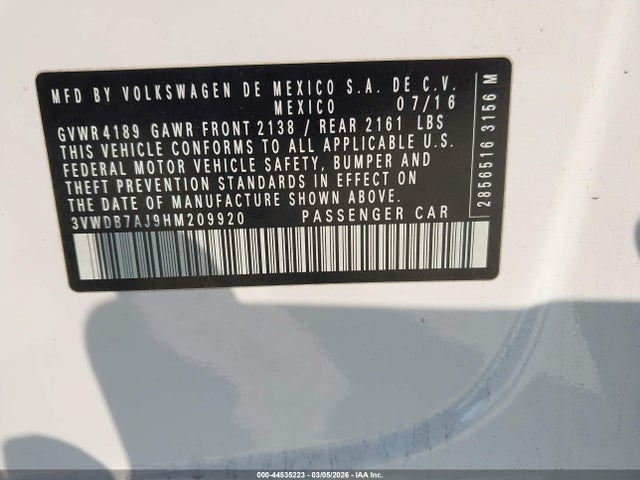 MFD BY VOLKSWAGEN DE MEXICO S.A. DE C.V.
MEXICO 07/16
GVWR 4189 GAWR FRONT 2138 / REAR 2161 LBS
THIS VEHICLE CONFORMS TO ALL APPLICABLE U.S.
FEDERAL MOTOR VEHICLE SAFETY, BUMPER AND
THEFT PREVENTION STANDARDS IN EFFECT ON
THE DATE OF MANUFACTURE SHOWN ABOVE.
3VWDB7AJ9HM209920 PASSENGER CAR
2856516 3156 M
000-44535223 - 03/05/2026 - IAA Inc.